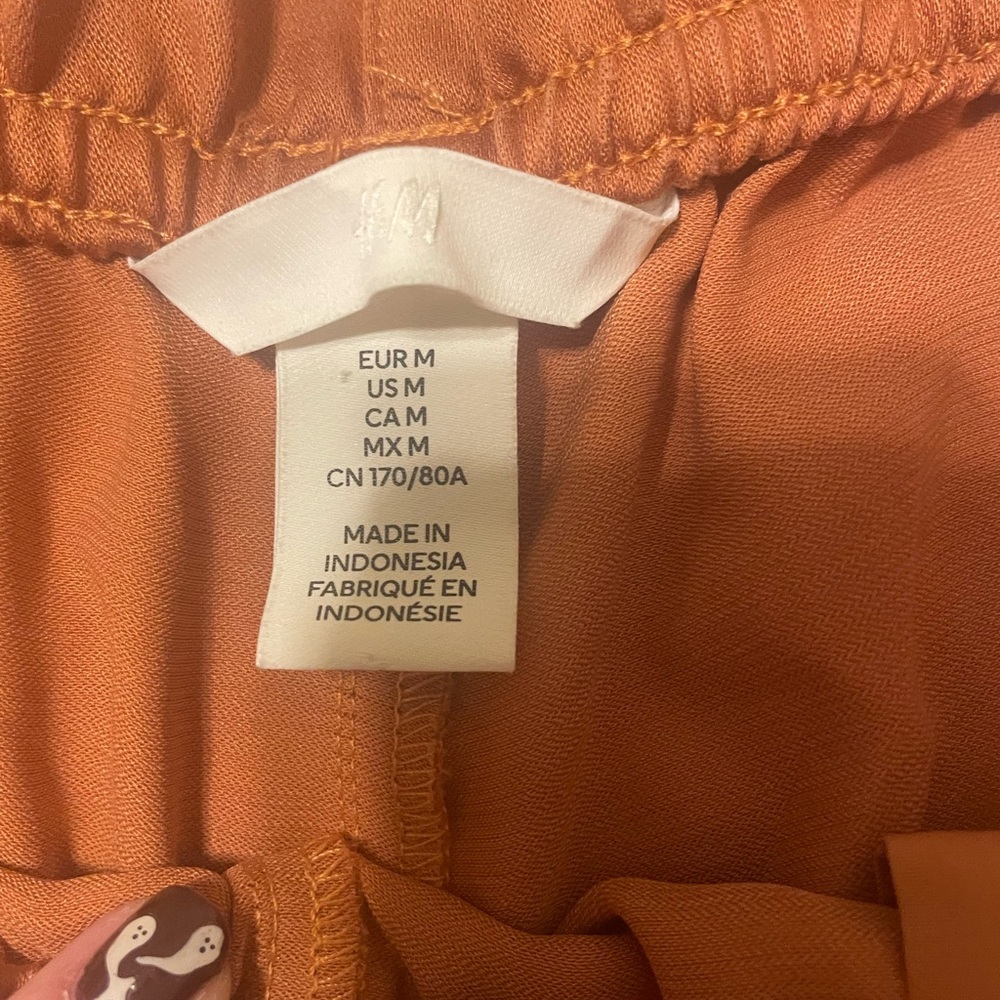 H&M
EUR M
US M
CA M
MX M
CN 170/80A
MADE IN
INDONESIA
FABRIQUÉ EN
INDONÉSIE